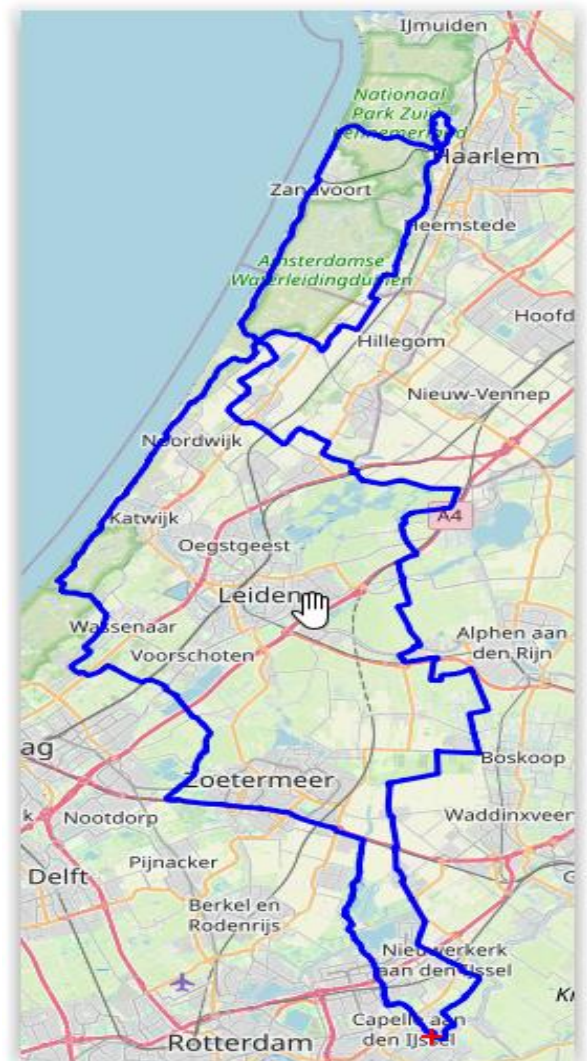 IJmuiden
Nationaal
Park Zuid
Kennemerland
Haarlem
Zandvoort
Heemstede
Amsterdamse
Waterleidingduinen
Hoofd
Hillegom
Nieuw-Vennep
Noordwijk
A4
Katwijk
Oegstgeest
Leiden
Wassenaar
Voorschoten
Alphen aan
den Rijn
ag
Zoetermeer
Boskoop
k
Nootdorp
Waddinxveen
Pijnacker
G
Delft
Berkel en
Rodenrijs
Nieuwerkerk
aan den IJssel
Kr
Capelle aan
den IJssel
Rotterdam